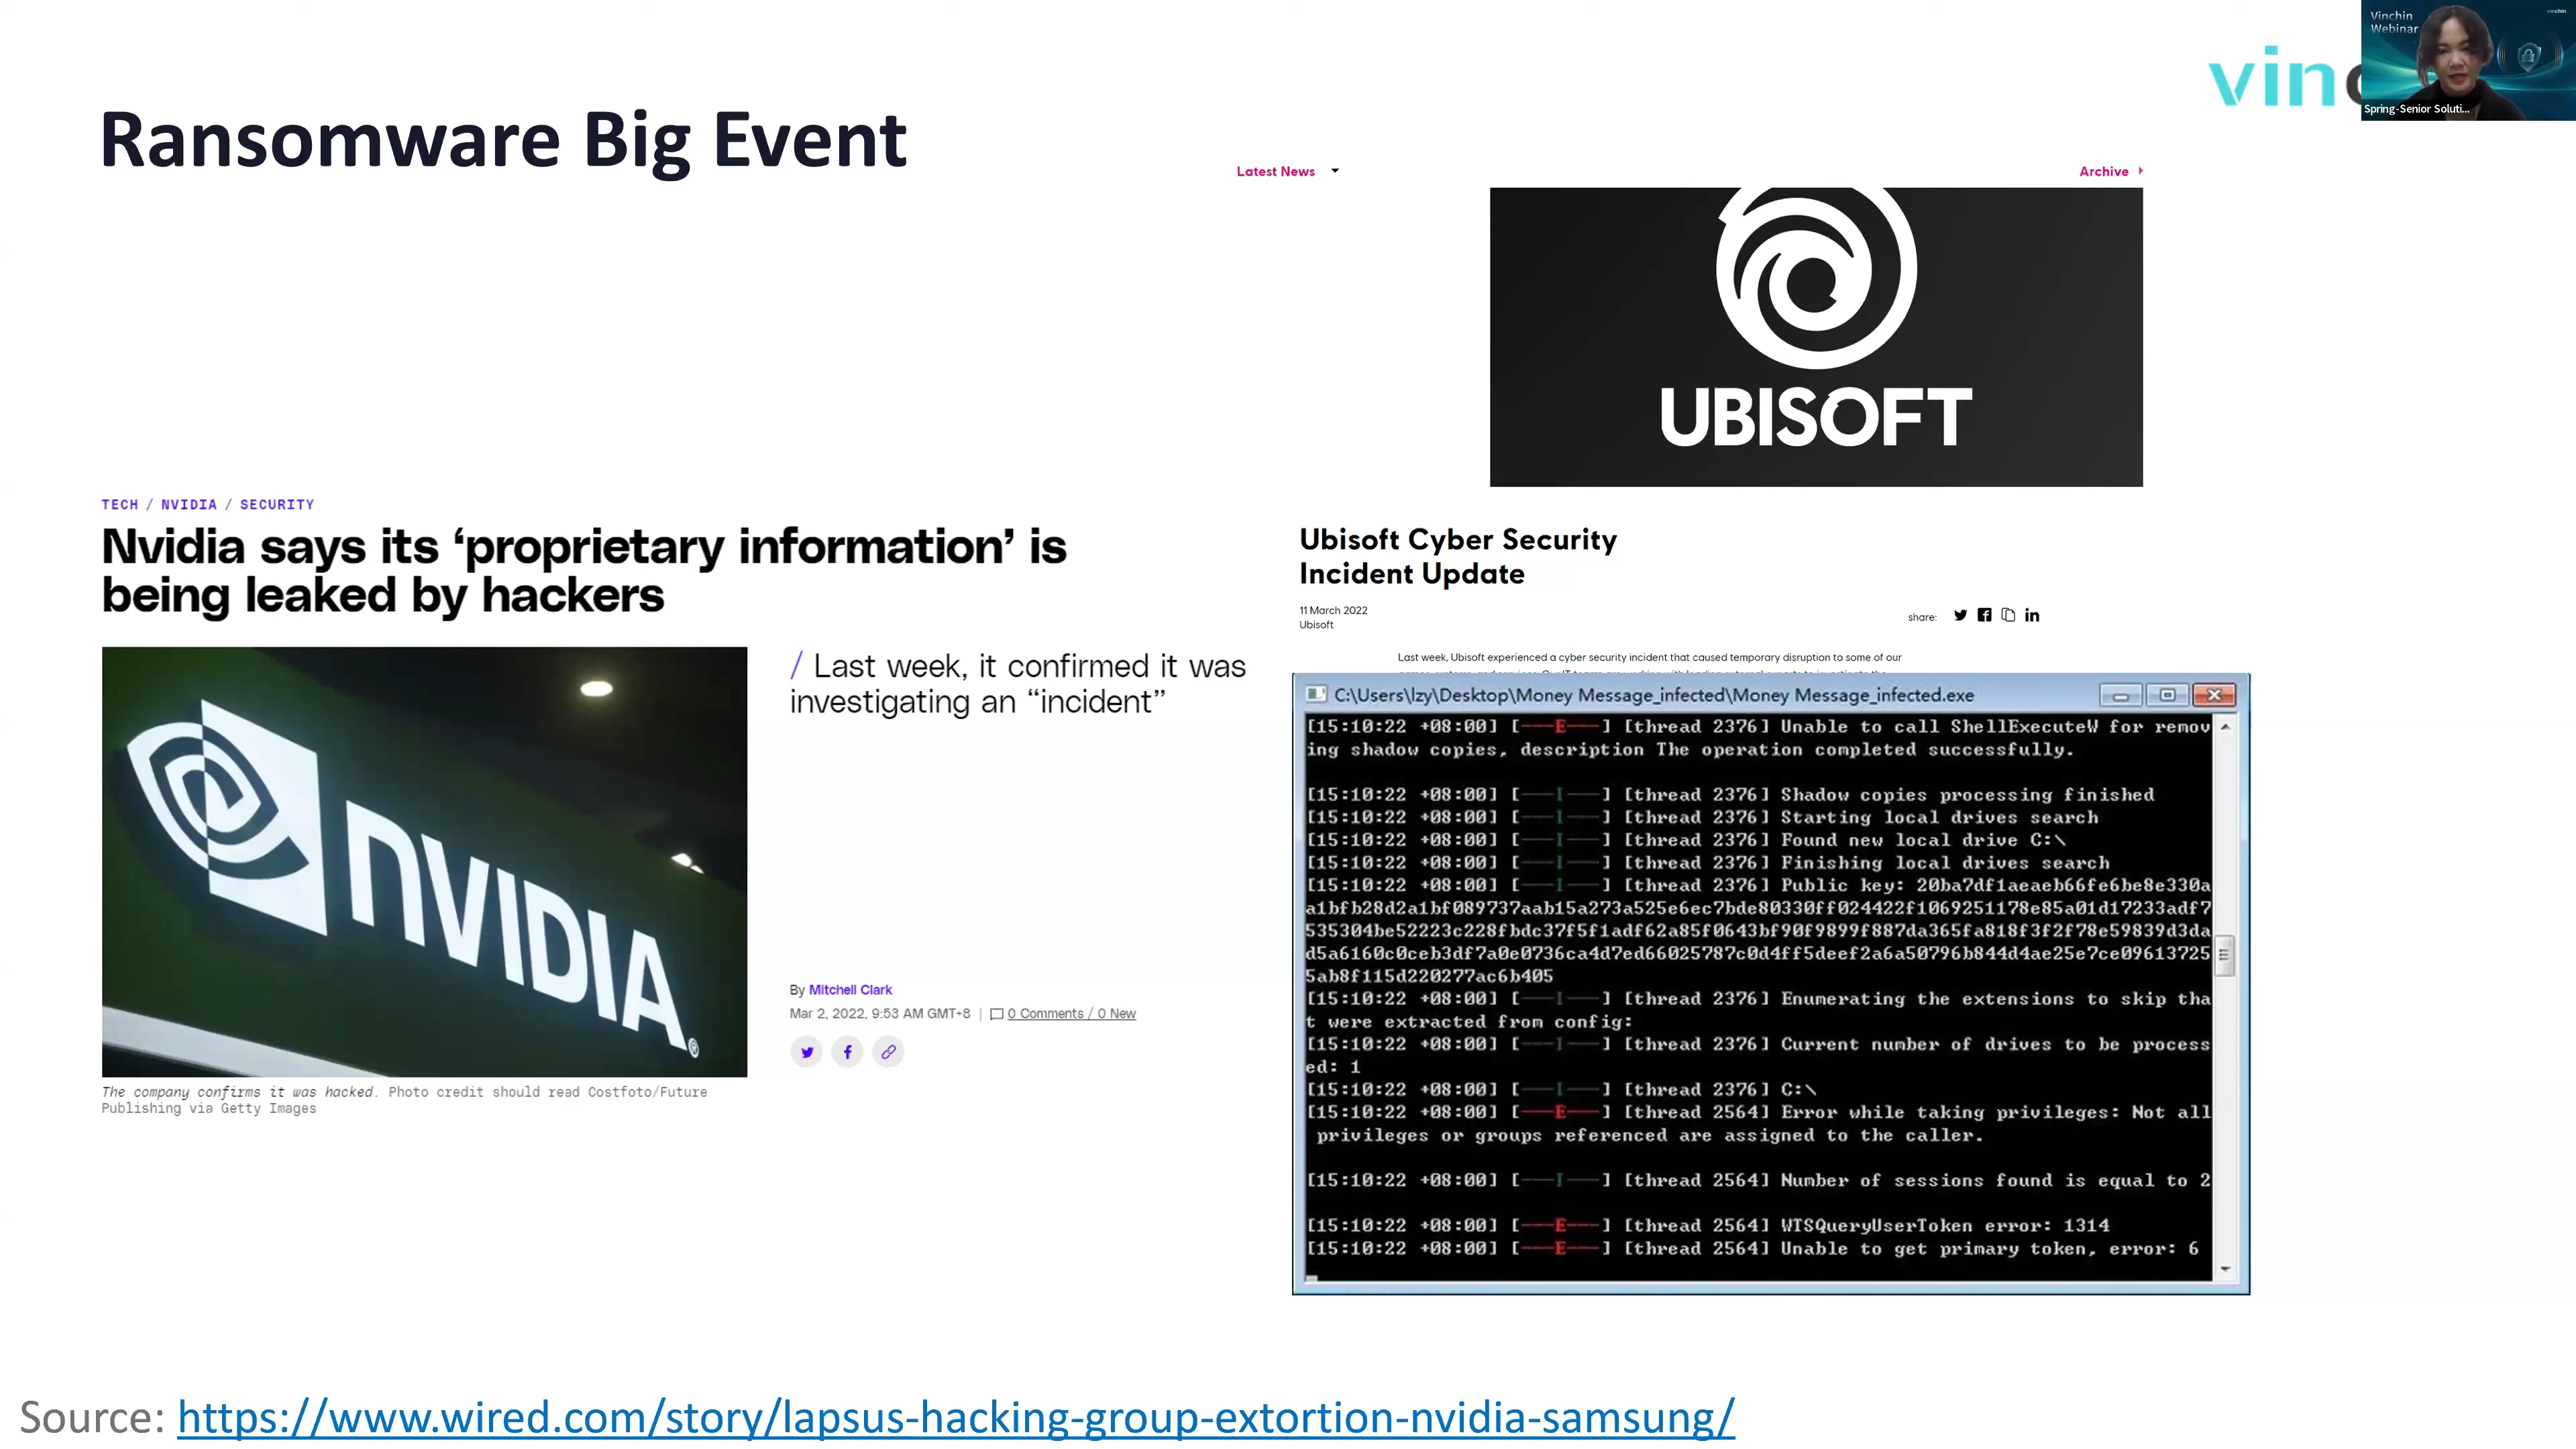 Ransomware Big Event
vin
Vinchin
Webinar
vinchin
Spring-Senior Soluti...
Latest News
Archive
UBISOFT
TECH / NVIDIA / SECURITY
Nvidia says its ‘proprietary information’ is
being leaked by hackers
/ Last week, it confirmed it was
investigating an “incident”
NVIDIA
By Mitchell Clark
Mar 2, 2022, 9:53 AM GMT+8 | 0 Comments / 0 New
The company confirms it was hacked. Photo credit should read Costfoto/Future
Publishing via Getty Images
Ubisoft Cyber Security
Incident Update
11 March 2022
Ubisoft
share:
Last week, Ubisoft experienced a cyber security incident that caused temporary disruption to some of our
C:\Users\lzy\Desktop\Money Message_infected\Money Message_infected.exe
[15:10:22 +08:00] [---E---] [thread 2376] Unable to call ShellExecuteW for remov
ing shadow copies, description The operation completed successfully.
[15:10:22 +08:00] [---I---] [thread 2376] Shadow copies processing finished
[15:10:22 +08:00] [---I---] [thread 2376] Starting local drives search
[15:10:22 +08:00] [---I---] [thread 2376] Found new local drive C:\
[15:10:22 +08:00] [---I---] [thread 2376] Finishing local drives search
[15:10:22 +08:00] [---I---] [thread 2376] Public key: 20ba7df1aeaeb66fe6be8e330a
a1bfb28d2a1bf089737aab15a273a525e6ec7bde80330ff024422f1069251178e85a01d17233adf7
535304be52223c228fbdc37f5f1adf62a85f0643bf90f9899f887da365fa818f3f2f78e59839d3da
d5a6160c0ceb3df7a0e0736ca4d7ed66025787c0d4ff5deef2a6a50796b844d4ae25e7ce09613725
5ab8f115d220277ac6b405
[15:10:22 +08:00] [---I---] [thread 2376] Enumerating the extensions to skip tha
t were extracted from config:
[15:10:22 +08:00] [---I---] [thread 2376] Current number of drives to be process
ed: 1
[15:10:22 +08:00] [---I---] [thread 2376] C:\
[15:10:22 +08:00] [---E---] [thread 2564] Error while taking privileges: Not all
privileges or groups referenced are assigned to the caller.
[15:10:22 +08:00] [---I---] [thread 2564] Number of sessions found is equal to 2
[15:10:22 +08:00] [---E---] [thread 2564] WTSQueryUserToken error: 1314
[15:10:22 +08:00] [---E---] [thread 2564] Unable to get primary token, error: 6
Source: https://www.wired.com/story/lapsus-hacking-group-extortion-nvidia-samsung/